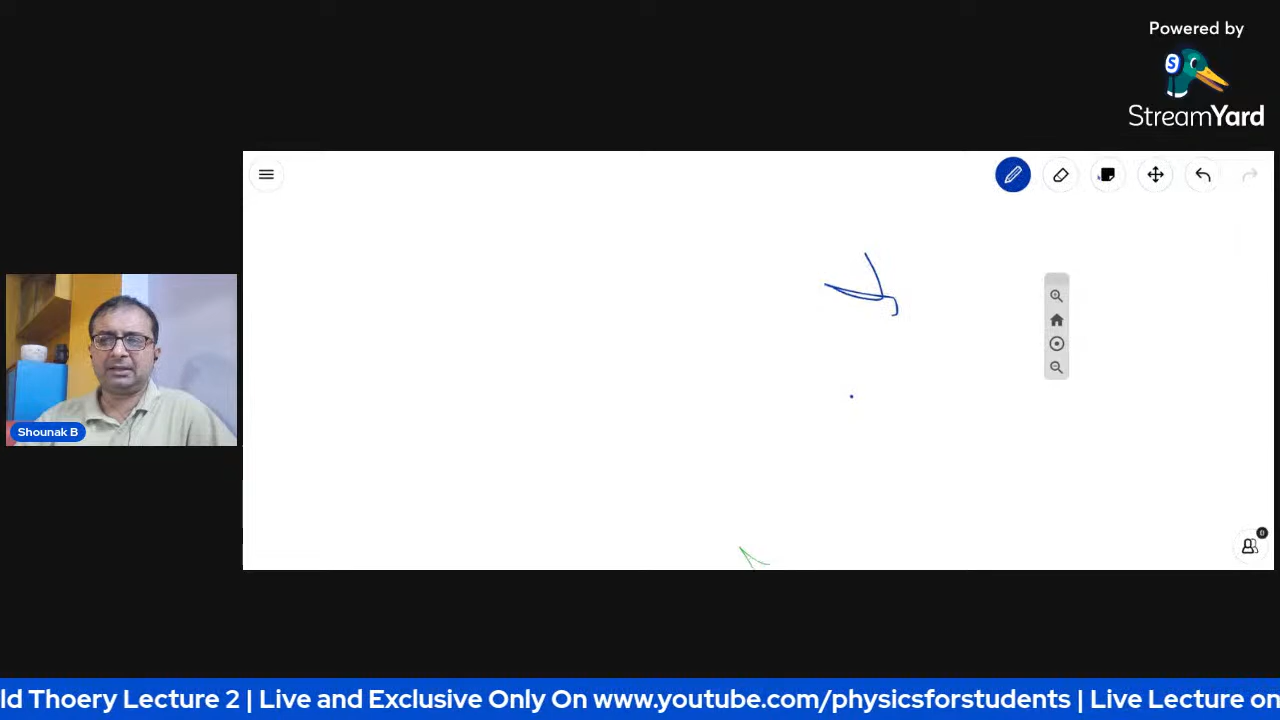 Powered by
StreamYard
Shounak B
ld Thoery Lecture 2 | Live and Exclusive Only On www.youtube.com/physicsforstudents | Live Lecture on